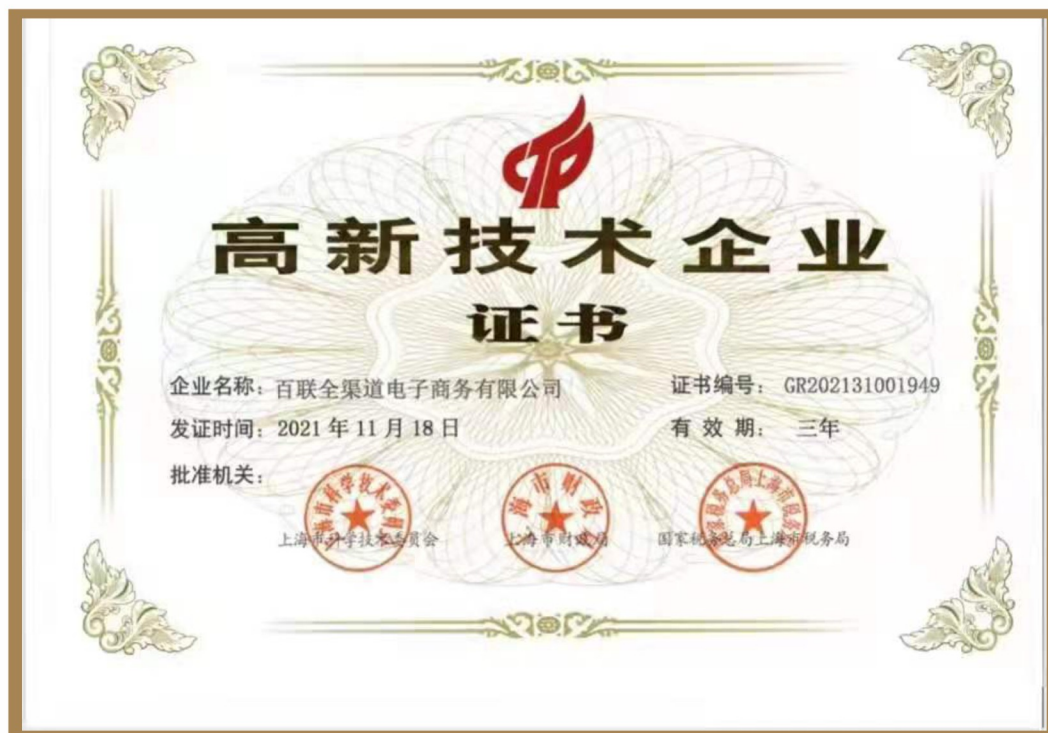 高新技术企业
证书
企业名称：百联全渠道电子商务有限公司 证书编号：GR202131001949
发证时间：2021年11月18日 有效期：三年
批准机关：
上海市科学技术委员会 上海市财政局 国家税务总局上海市税务局